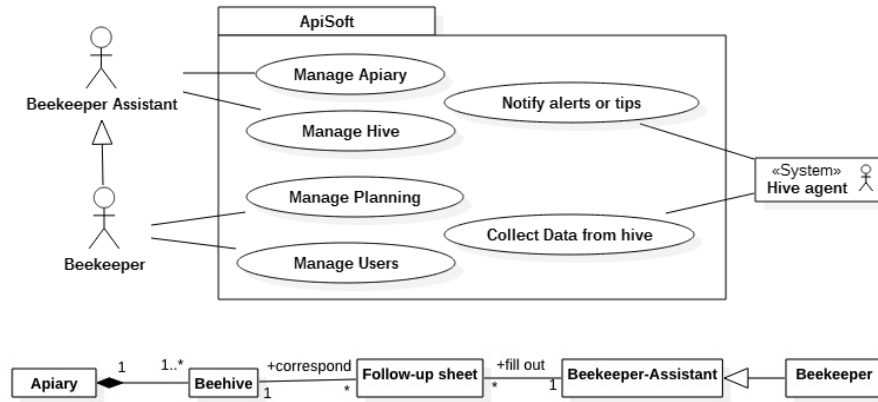 ApiSoft
Manage Apiary
Beekeeper Assistant
Notify alerts or tips
Manage Hive
«System»
Hive agent
Manage Planning
Collect Data from hive
Beekeeper
Manage Users
1
1..*
+correspond
+fill out
Apiary
Beehive
Follow-up sheet
Beekeeper-Assistant
Beekeeper
1
*
*
1